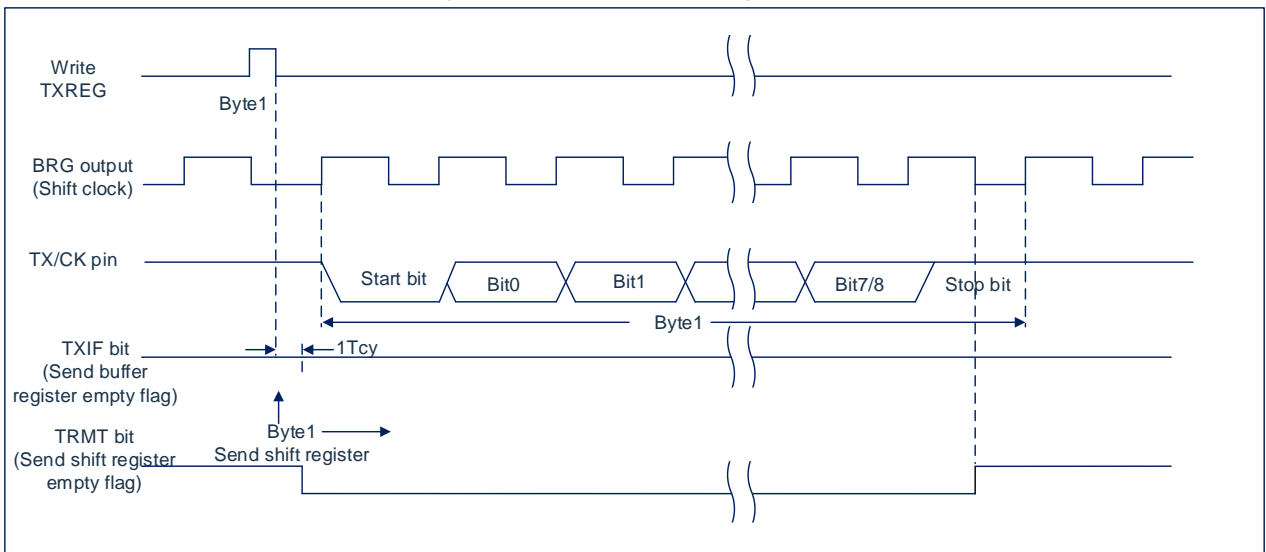 Write
TXREG
Byte1
BRG output
(Shift clock)
TX/CK pin
Start bit
Bit0
Bit1
Bit7/8
Stop bit
Byte1
TXIF bit
(Send buffer
register empty flag)
1Tcy
TRMT bit
(Send shift register
empty flag)
Byte1
Send shift register